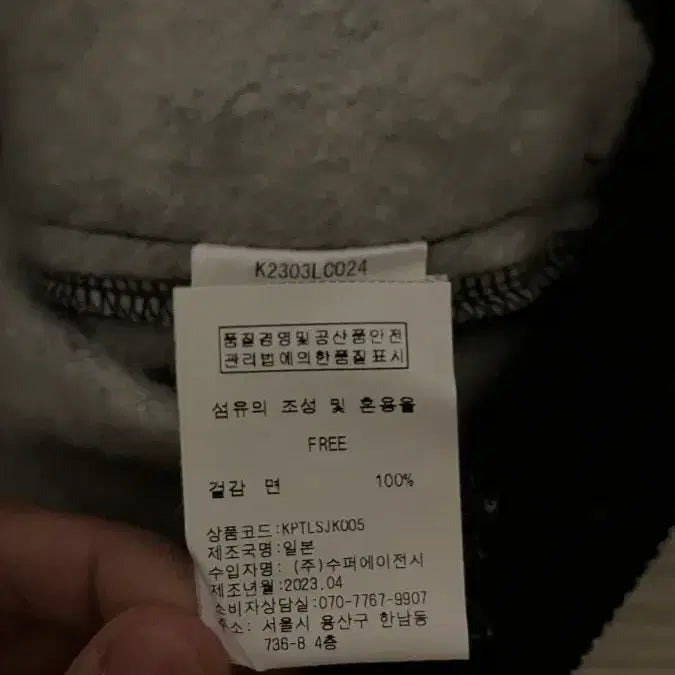 K2303LC024
품질경영및공산품안전
관리법에의한품질표시
섬유의 조성 및 혼용율
FREE
겉감 면 100%
상품코드:KPTLSJK005
제조국명:일본
수입자명: (주)수퍼에이전시
제조년월:2023.04
소비자상담실:070-7767-9907
주소: 서울시 용산구 한남동
736-8 4층